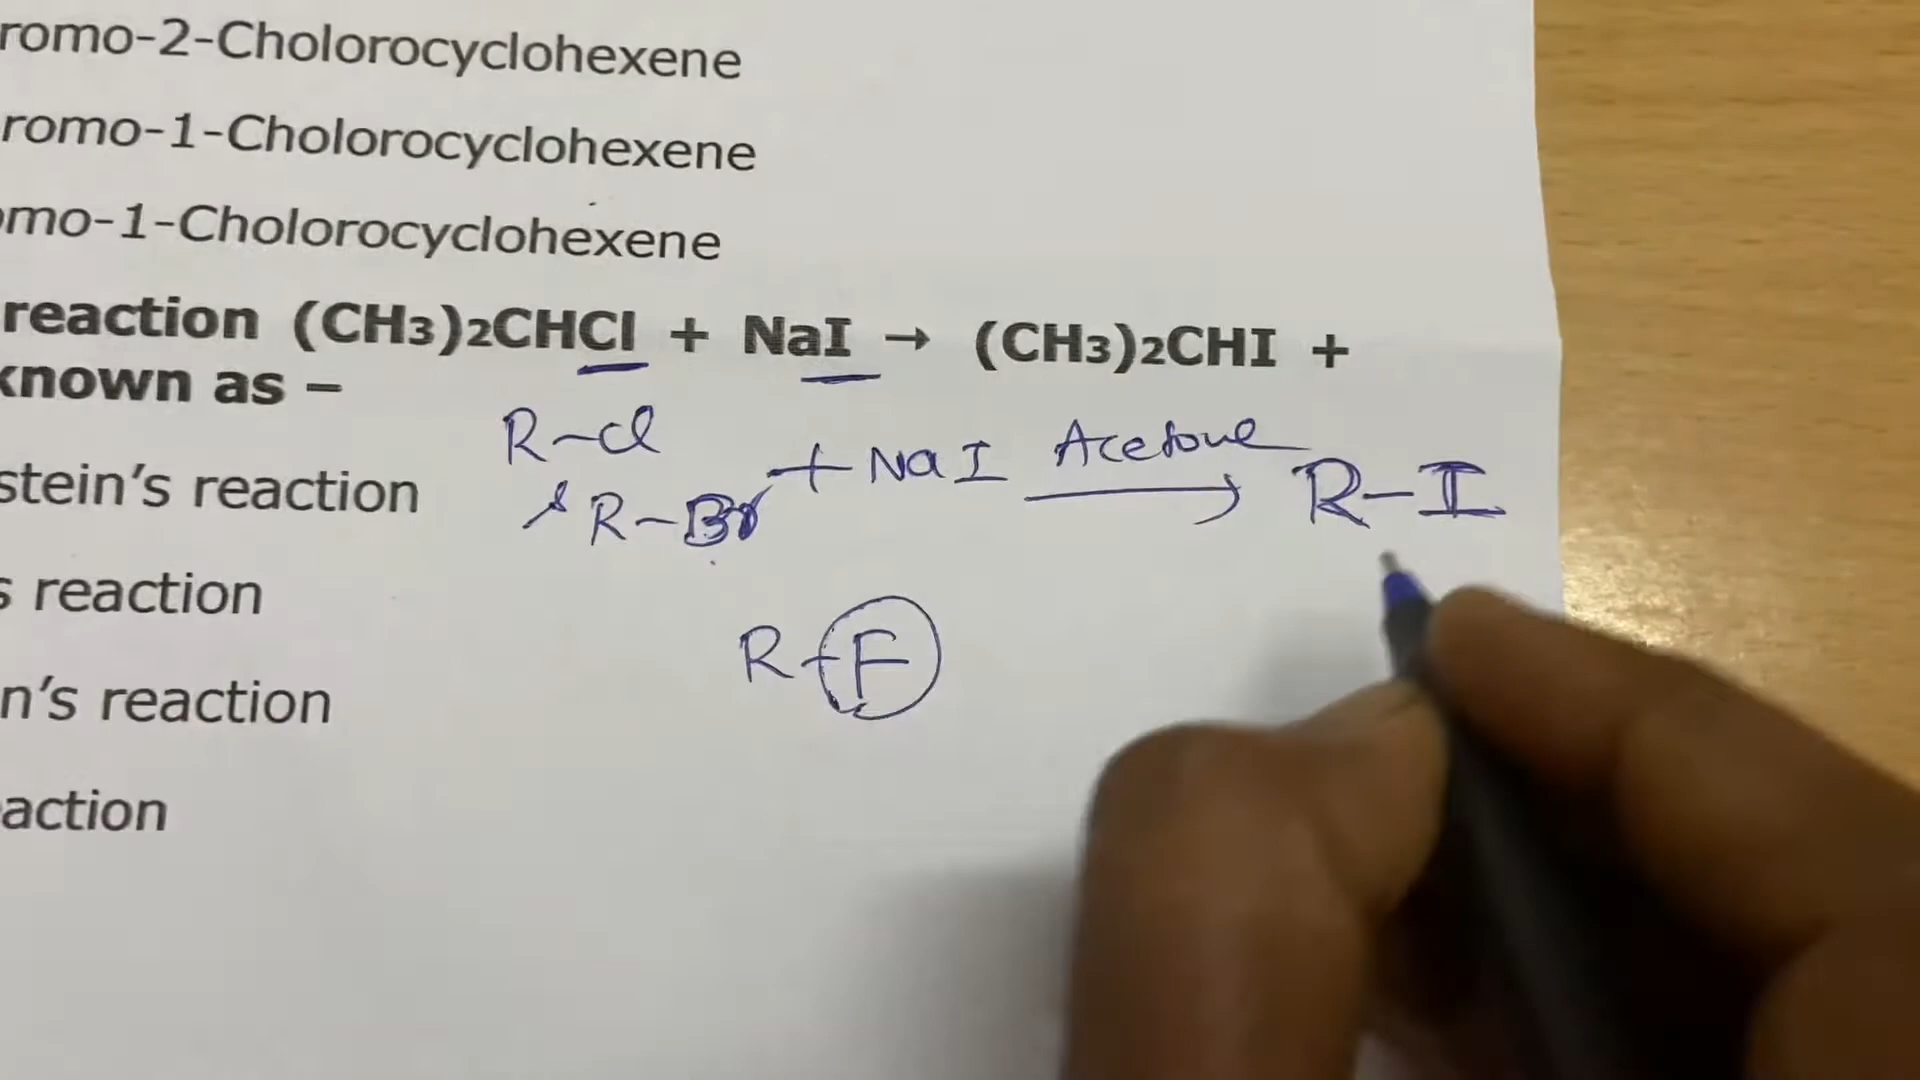 romo-2-Cholorocyclohexene
romo-1-Cholorocyclohexene
omo-1-Cholorocyclohexene
reaction (CH₃)₂CHCl + NaI → (CH₃)₂CHI +
known as –
R-Cl
& R-Br + NaI Acetone → R-I
stein’s reaction
s reaction
R-F
n’s reaction
action